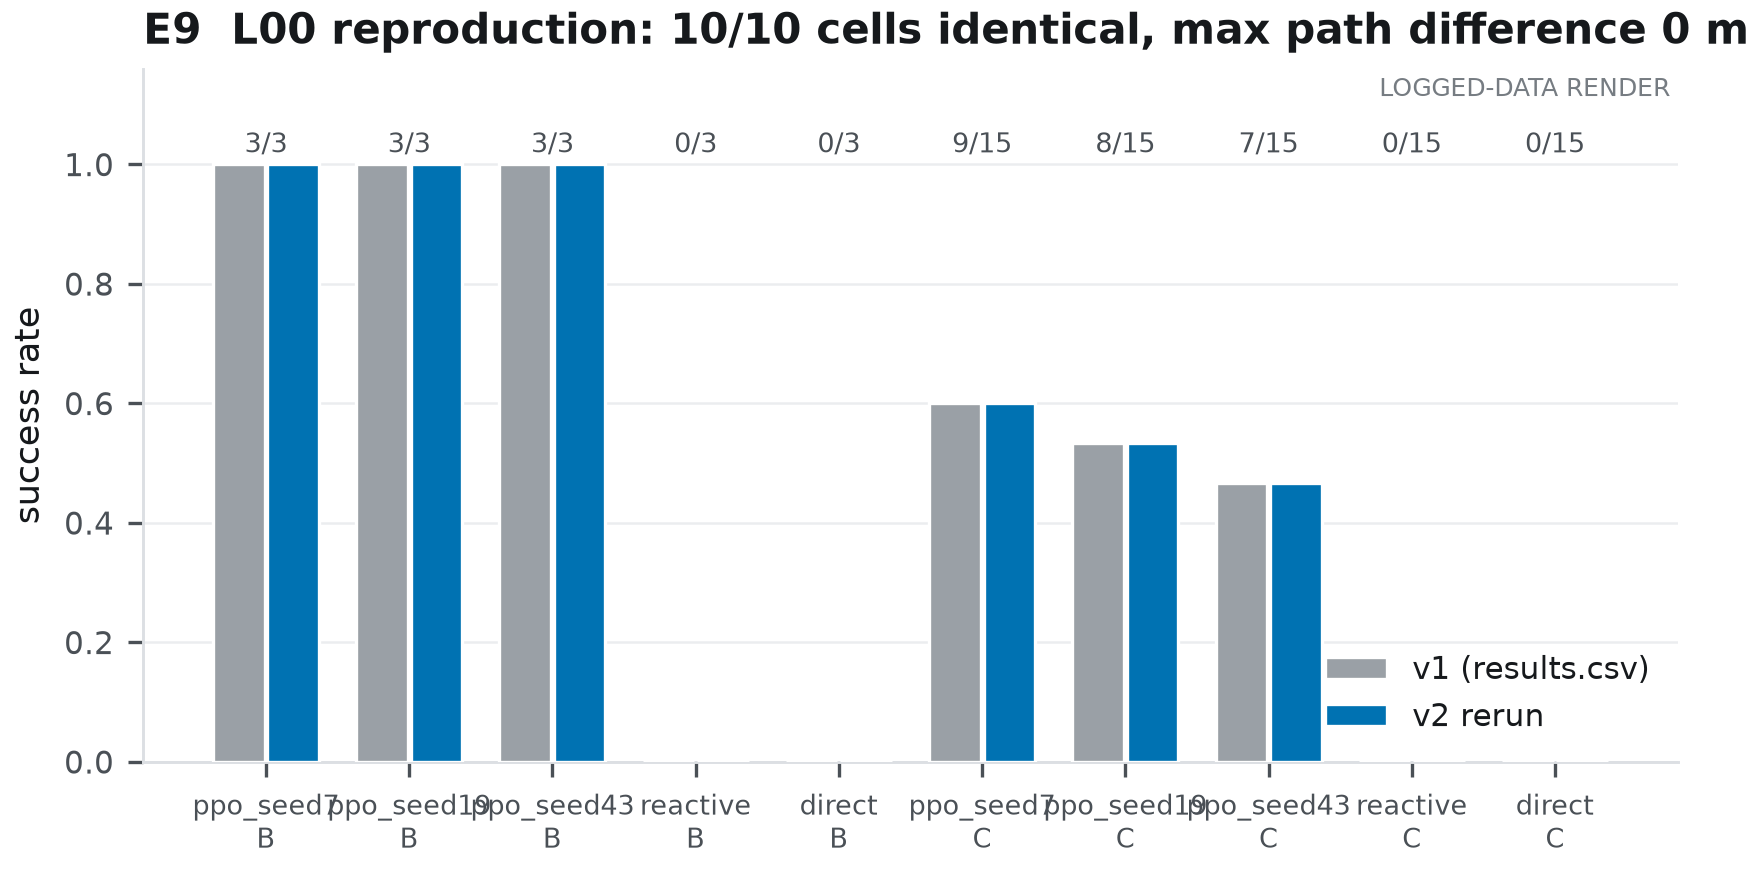 E9  L00 reproduction: 10/10 cells identical, max path difference 0 m
LOGGED-DATA RENDER
3/3 3/3 3/3 0/3 0/3 9/15 8/15 7/15 0/15 0/15
1.0
0.8
0.6
0.4
0.2
0.0
success rate
v1 (results.csv)
v2 rerun
ppo_seed7 ppo_seed19 ppo_seed43 reactive direct ppo_seed7 ppo_seed19 ppo_seed43 reactive direct
B B B B B C C C C C